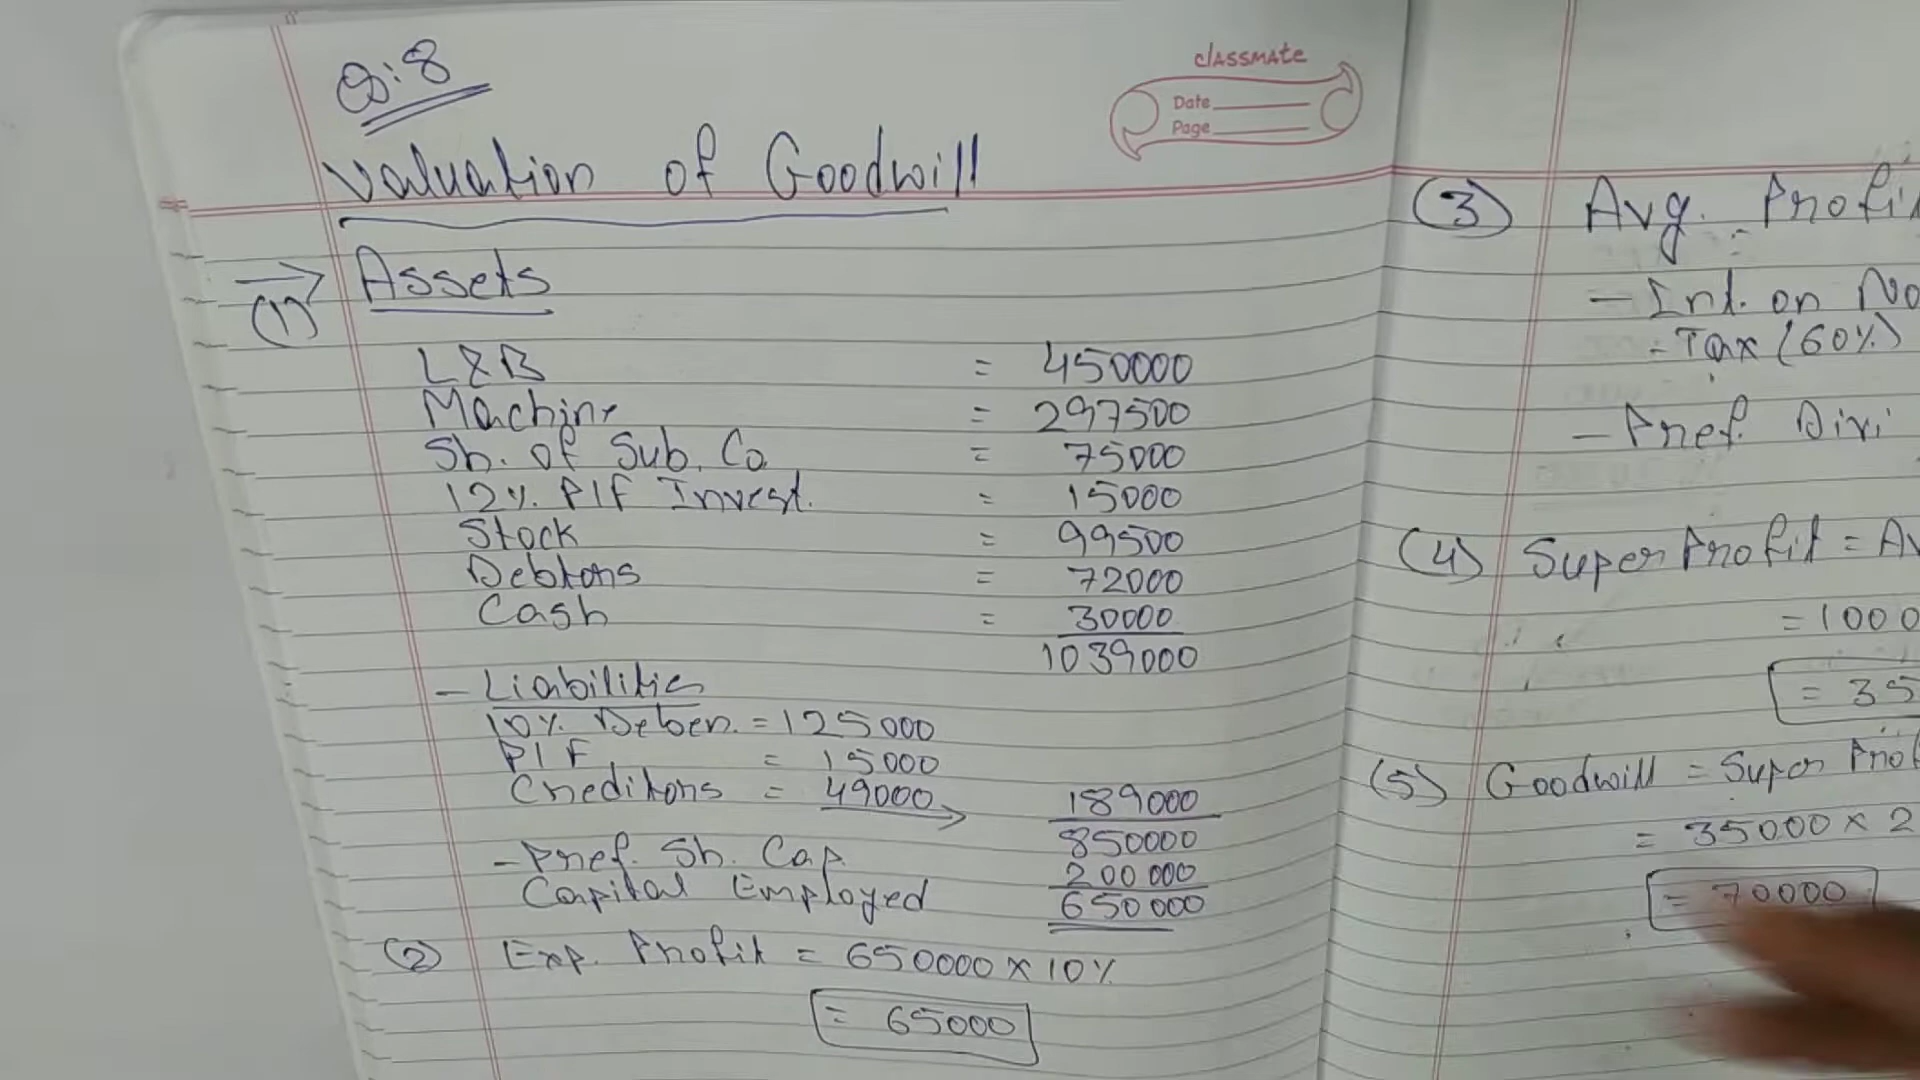 Q:8
classmate
Date
Page
Valuation of Goodwill
(1) Assets
L&B = 450000
Machine = 297500
Sh. of Sub. Co = 75000
12% P/F Invest. = 15000
Stock = 99500
Debtors = 72000
Cash = 30000
1039000
- Liabilities
10% Deben. = 125000
P/F = 15000
Creditors = 49000 189000
850000
- Pref. Sh. Cap. 200000
Capital Employed 650000
(2) Exp. Profit = 650000 x 10%
= 65000
(3) Avg. Profi
- Int. on No
- Tax (60%)
- Pref. Divi
(4) Super Profit = Av
= 1000
= 35
(5) Goodwill = Super Prof
= 35000 x 2
= 70000